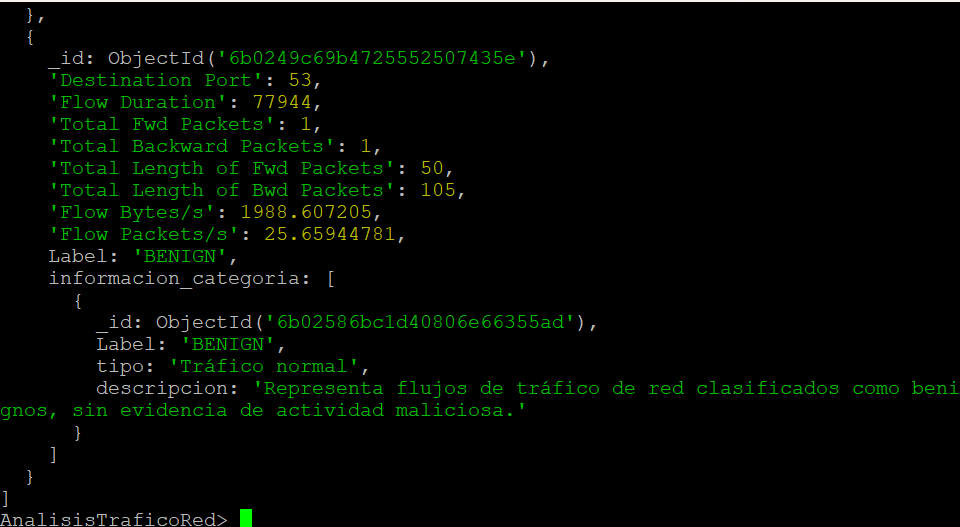 },
  {
    _id: ObjectId('6b0249c69b4725552507435e'),
    'Destination Port': 53,
    'Flow Duration': 77944,
    'Total Fwd Packets': 1,
    'Total Backward Packets': 1,
    'Total Length of Fwd Packets': 50,
    'Total Length of Bwd Packets': 105,
    'Flow Bytes/s': 1988.607205,
    'Flow Packets/s': 25.65944781,
    Label: 'BENIGN',
    informacion_categoria: [
      {
        _id: ObjectId('6b02586bc1d40806e66355ad'),
        Label: 'BENIGN',
        tipo: 'Tráfico normal',
        descripcion: 'Representa flujos de tráfico de red clasificados como beni
gnos, sin evidencia de actividad maliciosa.'
      }
    ]
  }
]
AnalisisTraficoRed>